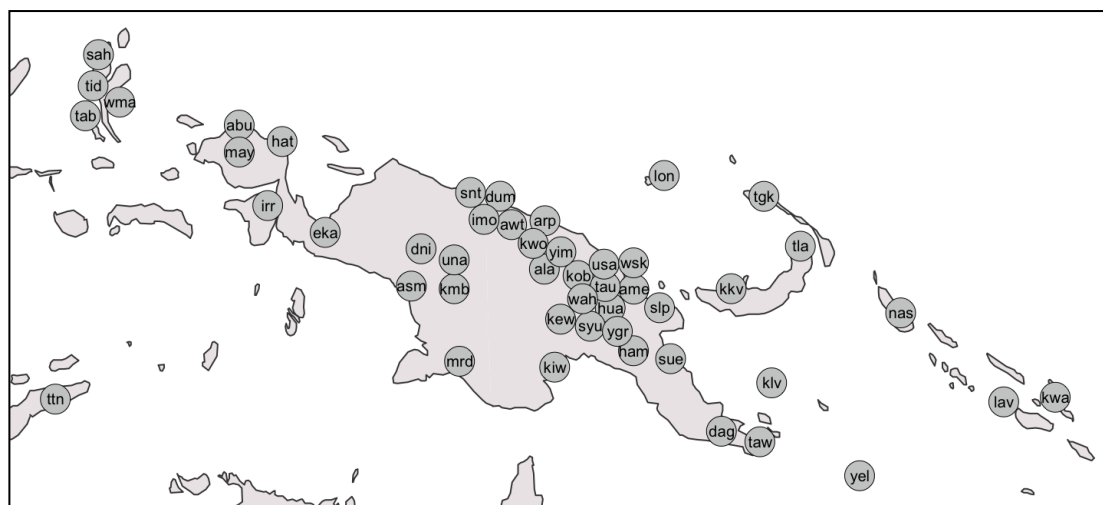 sah
tid
wma
tab
abu
hat
may
lon
snt
dum
tgk
irr
imo
awt
arp
eka
kwo
tla
dni
una
yim
ala
usa
wsk
kob
asm
kmb
tau
ame
kkv
wah
hua
slp
nas
kew
syu
ygr
ham
mrd
kiw
sue
klv
ttn
lav
kwa
dag
taw
yel